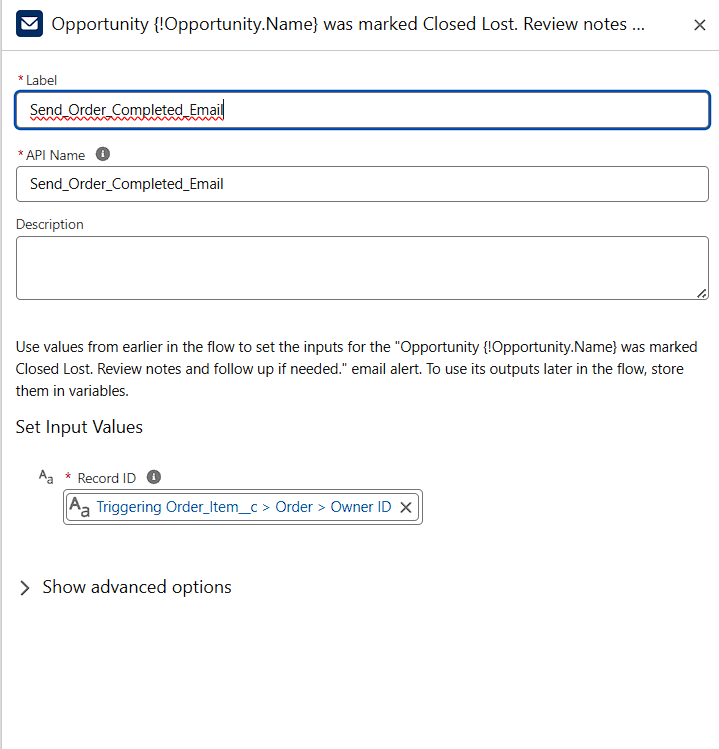 Opportunity {!Opportunity.Name} was marked Closed Lost. Review notes ...
* Label
Send_Order_Completed_Email
* API Name
Send_Order_Completed_Email
Description
Use values from earlier in the flow to set the inputs for the "Opportunity {!Opportunity.Name} was marked
Closed Lost. Review notes and follow up if needed." email alert. To use its outputs later in the flow, store
them in variables.
Set Input Values
Aa * Record ID
Aa Triggering Order_Item__c > Order > Owner ID
Show advanced options